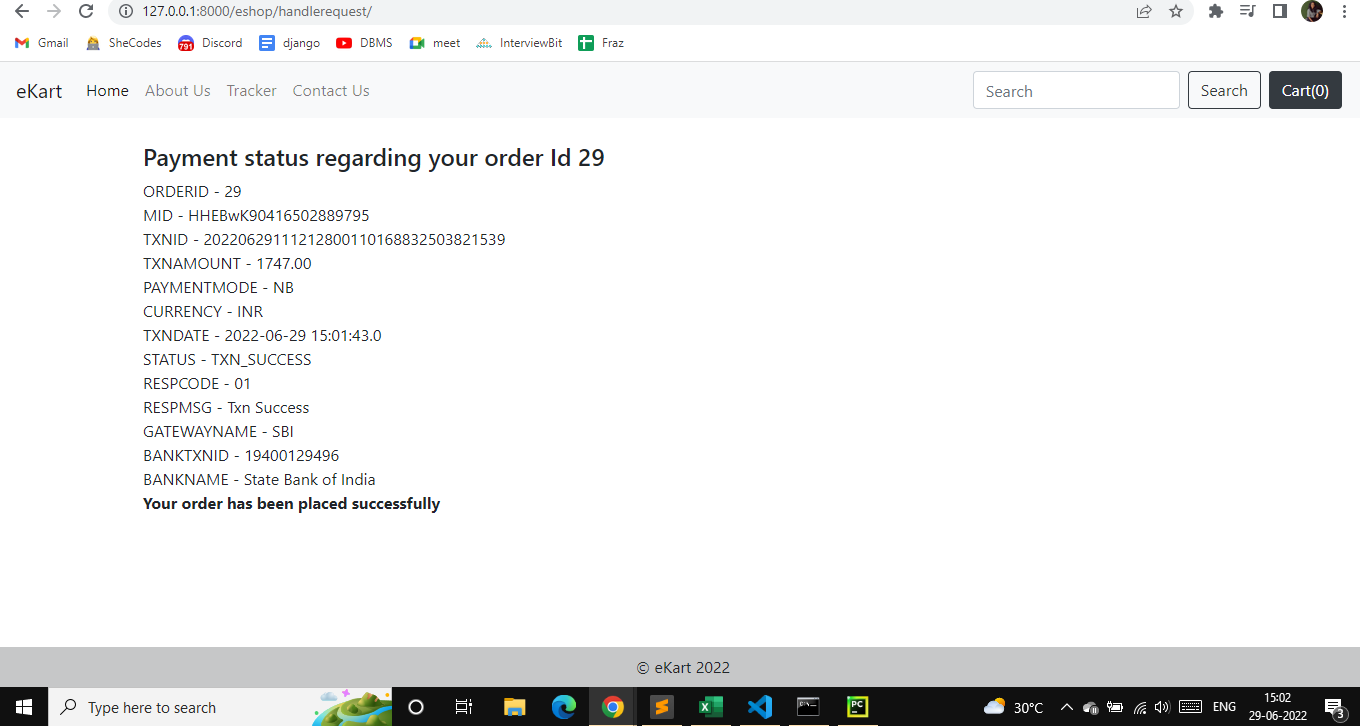 127.0.0.1:8000/eshop/handlerequest/
Gmail SheCodes 791 Discord django DBMS meet InterviewBit Fraz
eKart Home About Us Tracker Contact Us Search Search Cart(0)
Payment status regarding your order Id 29
ORDERID - 29
MID - HHEBwK90416502889795
TXNID - 20220629111212800110168832503821539
TXNAMOUNT - 1747.00
PAYMENTMODE - NB
CURRENCY - INR
TXNDATE - 2022-06-29 15:01:43.0
STATUS - TXN_SUCCESS
RESPCODE - 01
RESPMSG - Txn Success
GATEWAYNAME - SBI
BANKTXNID - 19400129496
BANKNAME - State Bank of India
Your order has been placed successfully
© eKart 2022
Type here to search PC 30°C ENG 15:02
29-06-2022 3